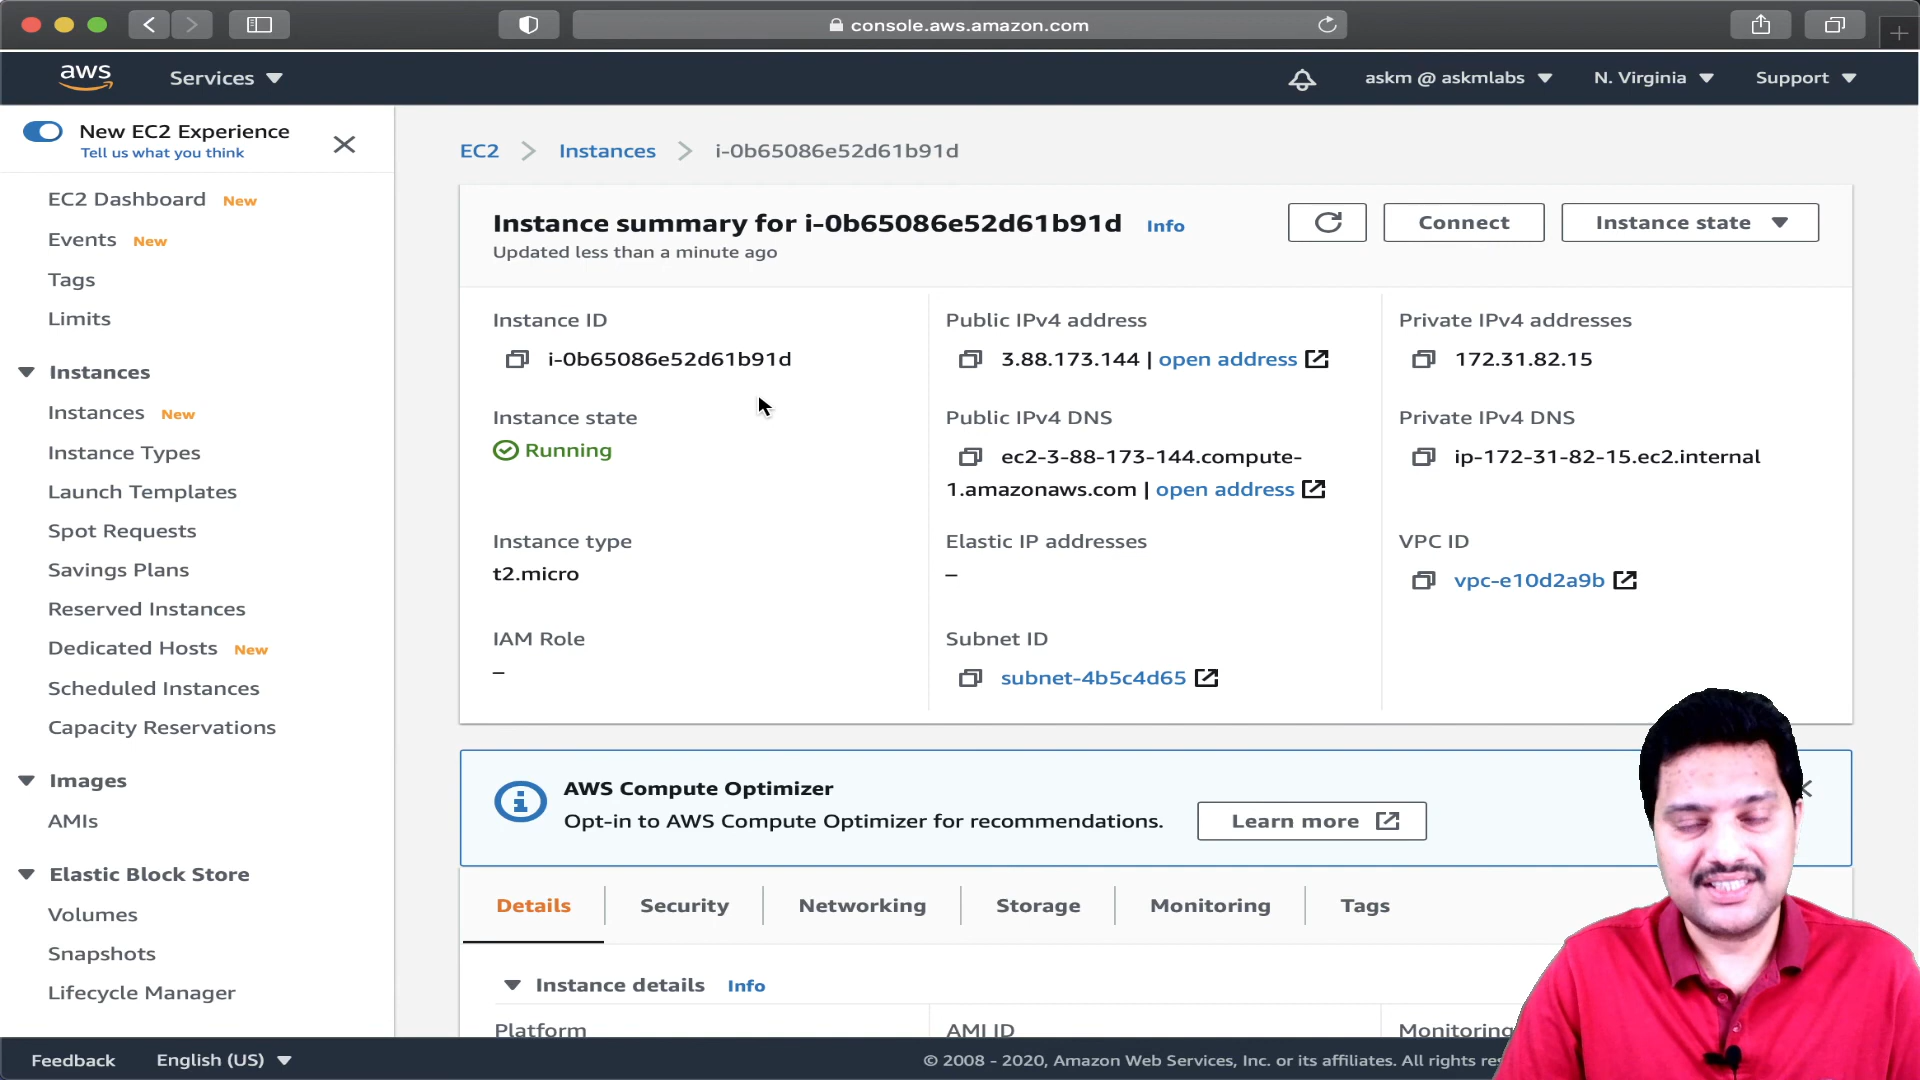 console.aws.amazon.com
aws
Services
askm @ askmlabs
N. Virginia
Support
New EC2 Experience
Tell us what you think
EC2 Dashboard New
Events New
Tags
Limits
Instances
Instances New
Instance Types
Launch Templates
Spot Requests
Savings Plans
Reserved Instances
Dedicated Hosts New
Scheduled Instances
Capacity Reservations
Images
AMIs
Elastic Block Store
Volumes
Snapshots
Lifecycle Manager
EC2 > Instances > i-0b65086e52d61b91d
Instance summary for i-0b65086e52d61b91d Info
Updated less than a minute ago
Connect
Instance state
Instance ID
i-0b65086e52d61b91d
Public IPv4 address
3.88.173.144 | open address
Private IPv4 addresses
172.31.82.15
Instance state
Running
Public IPv4 DNS
ec2-3-88-173-144.compute-
1.amazonaws.com | open address
Private IPv4 DNS
ip-172-31-82-15.ec2.internal
Instance type
t2.micro
Elastic IP addresses
–
VPC ID
vpc-e10d2a9b
IAM Role
–
Subnet ID
subnet-4b5c4d65
AWS Compute Optimizer
Opt-in to AWS Compute Optimizer for recommendations.
Learn more
Details
Security
Networking
Storage
Monitoring
Tags
Instance details Info
Platform
AMI ID
Monitoring
Feedback
English (US)
© 2008 - 2020, Amazon Web Services, Inc. or its affiliates. All rights